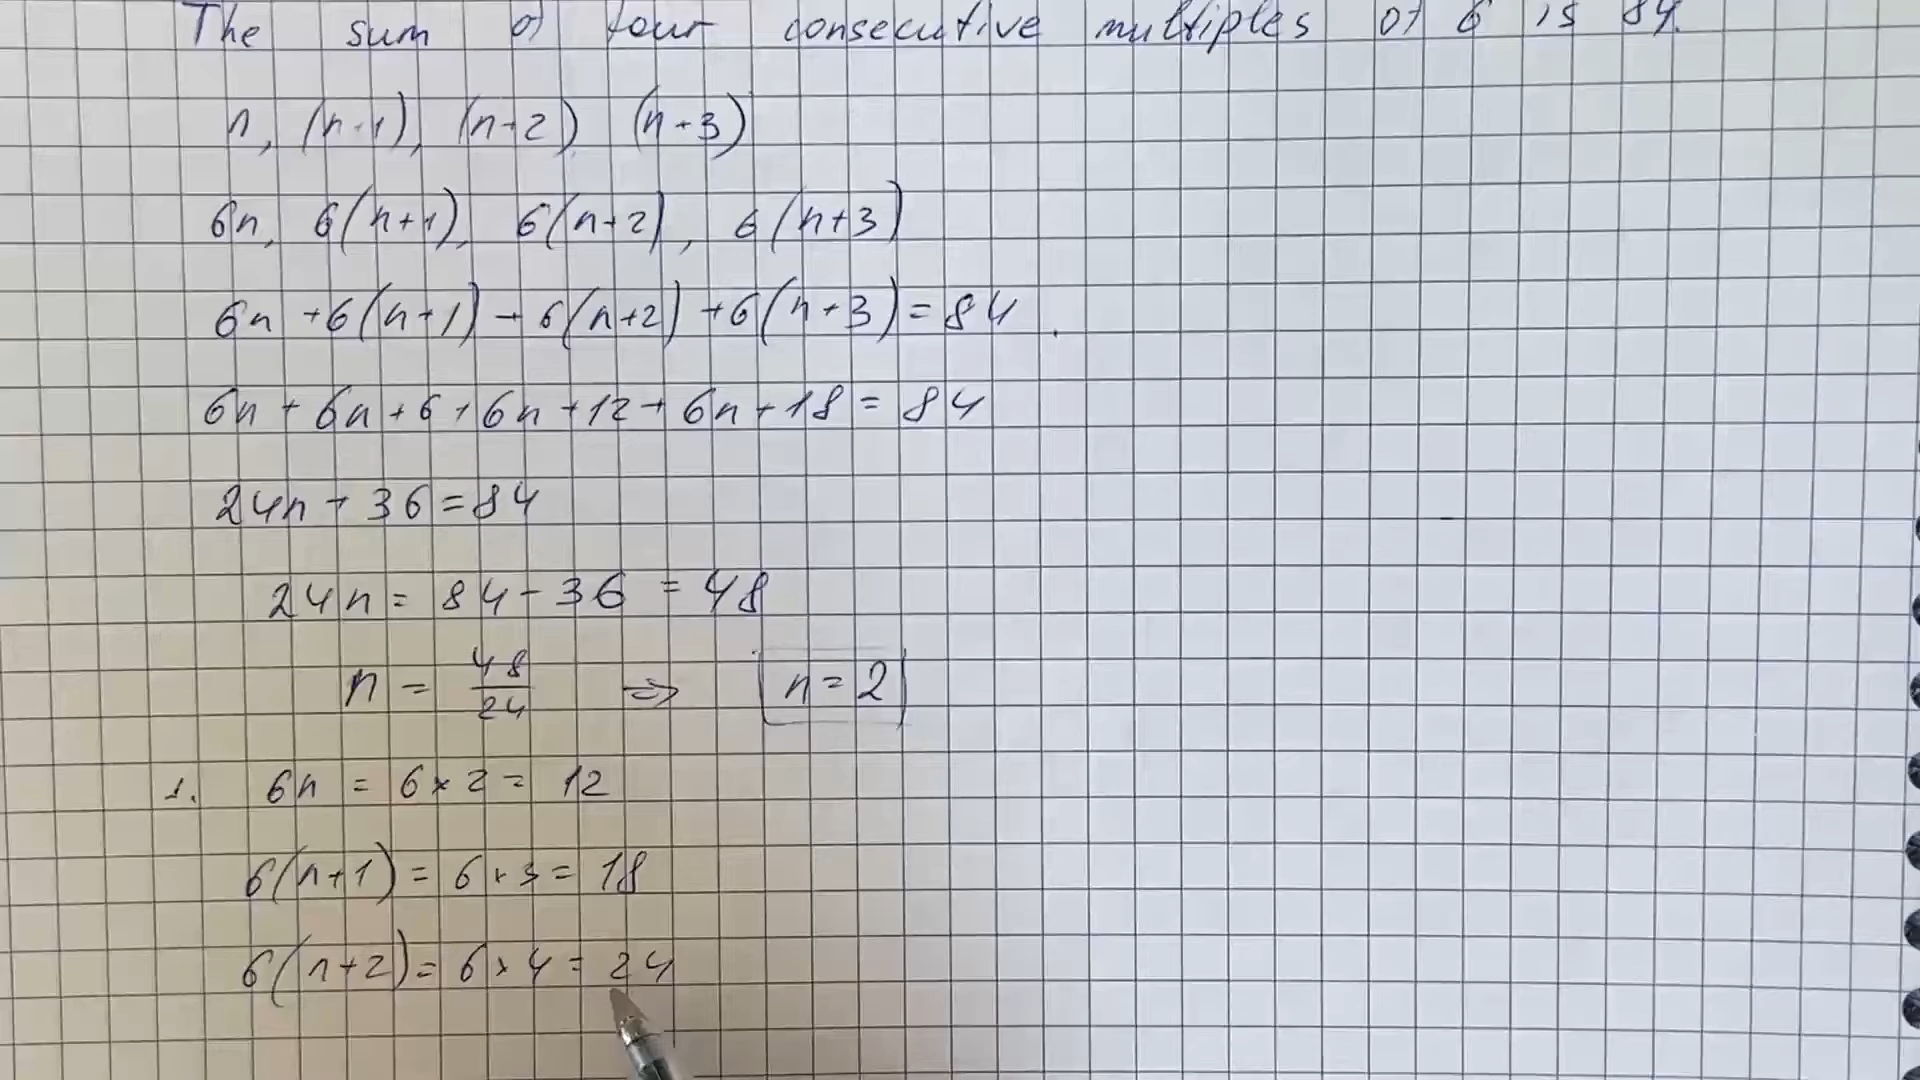 The sum of four consecutive multiples of 6 is 84.
n, (n+1), (n+2) (n+3)
6n, 6(n+1), 6(n+2), 6(n+3)
6n +6(n+1) + 6(n+2) +6(n+3) = 84
6n + 6n + 6 + 6n + 12 + 6n + 18 = 84
24n + 36 = 84
24n = 84 - 36 = 48
n = 48/24 ⇒ n = 2
1. 6n = 6 × 2 = 12
6(n+1) = 6 × 3 = 18
6(n+2) = 6 × 4 = 24